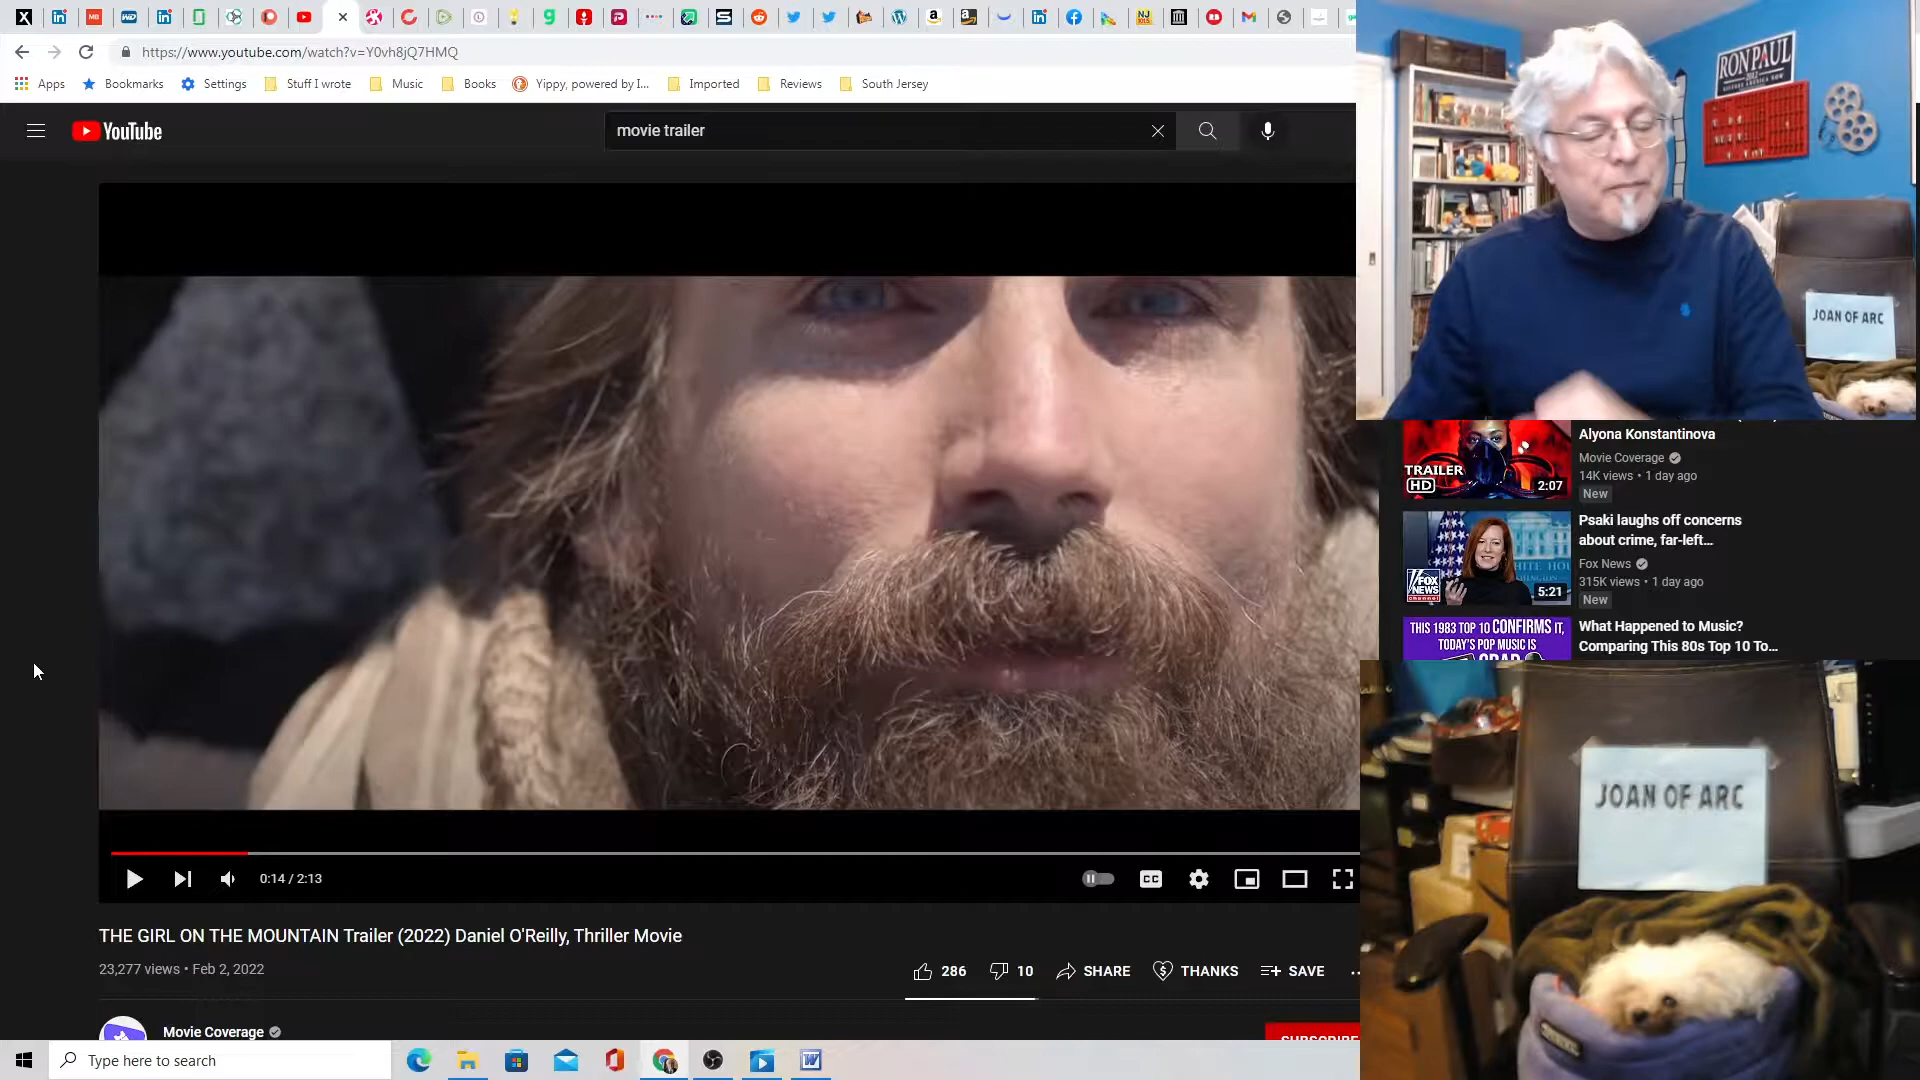 https://www.youtube.com/watch?v=Y0vh8jQ7HMQ
Apps
Bookmarks
Settings
Stuff I wrote
Music
Books
Yippy, powered by I...
Imported
Reviews
South Jersey
YouTube
movie trailer
RON PAUL
JOAN OF ARC
Alyona Konstantinova
Movie Coverage
14K views • 1 day ago
New
TRAILER
HD
2:07
Psaki laughs off concerns
about crime, far-left...
Fox News
315K views • 1 day ago
New
FOX
NEWS
channel
5:21
What Happened to Music?
Comparing This 80s Top 10 To...
THIS 1983 TOP 10 CONFIRMS IT,
TODAY'S POP MUSIC IS
JOAN OF ARC
0:14 / 2:13
CC
THE GIRL ON THE MOUNTAIN Trailer (2022) Daniel O'Reilly, Thriller Movie
23,277 views • Feb 2, 2022
286
10
SHARE
THANKS
SAVE
Movie Coverage
Type here to search